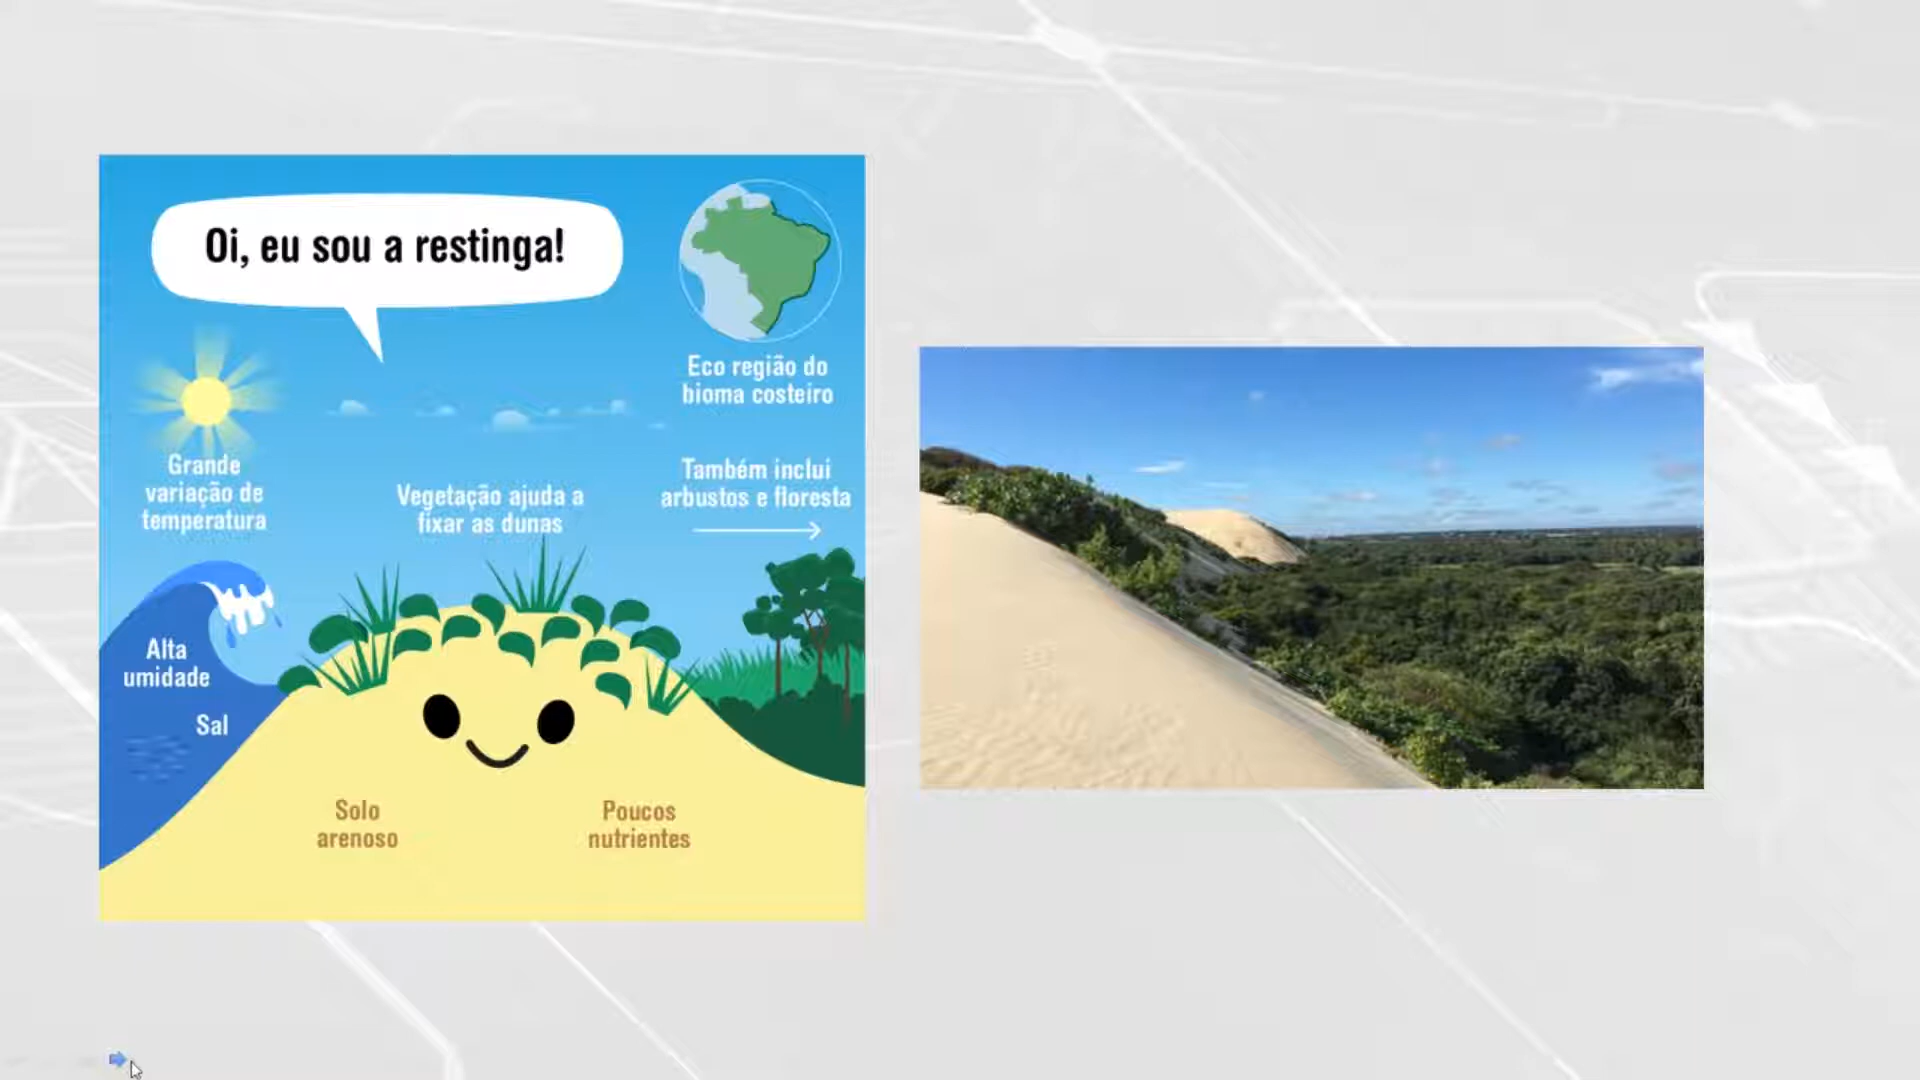 Oi, eu sou a restinga!
Eco região do
bioma costeiro
Grande
variação de
temperatura
Vegetação ajuda a
fixar as dunas
Também inclui
arbustos e floresta
Alta
umidade
Sal
Solo
arenoso
Poucos
nutrientes